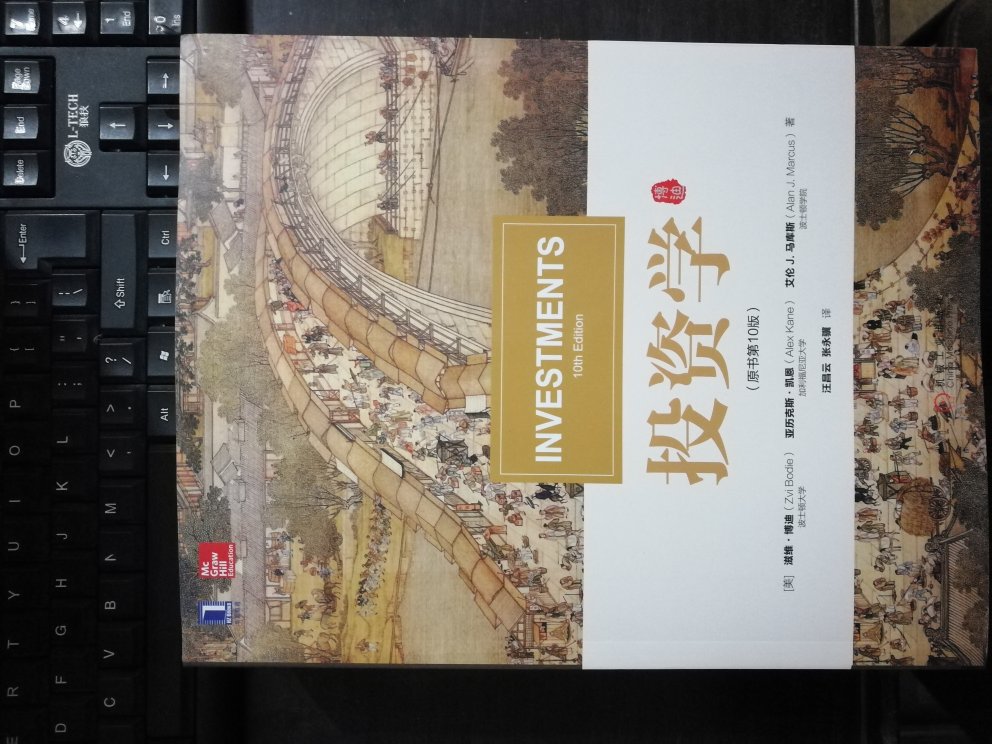 Mc
Graw
Hill
Education
INVESTMENTS
10th Edition
投资学
博迪
（原书第10版）
[美] 滋维·博迪（Zvi Bodie） 亚历克斯·凯恩（Alex Kane） 艾伦 J. 马库斯（Alan J. Marcus）著
波士顿大学 加利福尼亚大学 波士顿学院
汪昌云 张永骥 译
L-TECH
狼技
End
Ins
Page
Down
End
Delete
Enter
Shift
Ctrl
Alt
E R T Y U I O P { [ } ]
D F G H J K L : ; " ' | \
C V B N M < , > . ? /